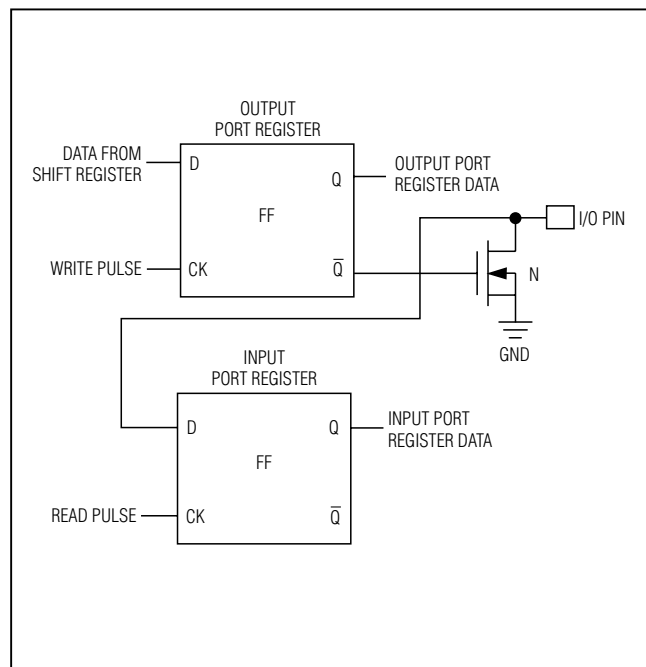 OUTPUT
PORT REGISTER
DATA FROM
SHIFT REGISTER
D
Q
OUTPUT PORT
REGISTER DATA
FF
I/O PIN
WRITE PULSE
CK
Q̅
N
GND
INPUT
PORT REGISTER
D
Q
INPUT PORT
REGISTER DATA
FF
READ PULSE
CK
Q̅